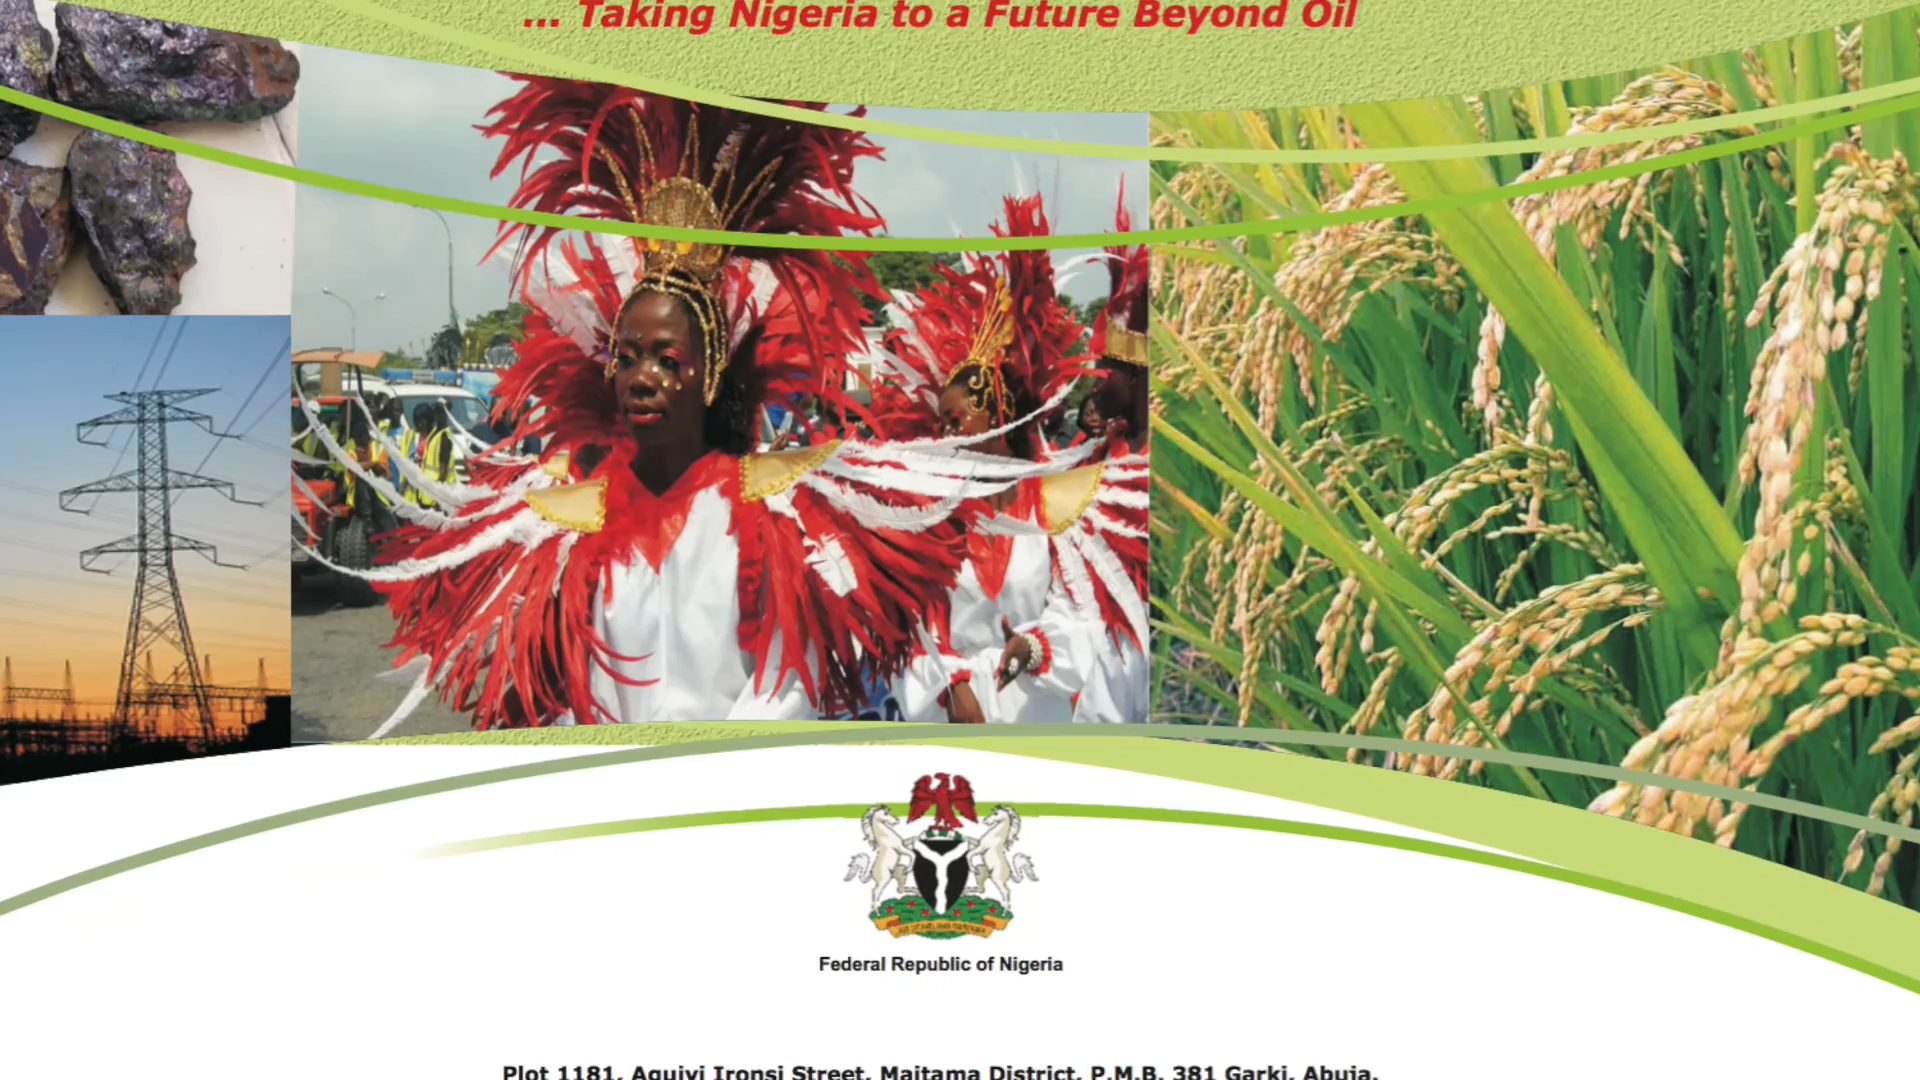 ... Taking Nigeria to a Future Beyond Oil
Federal Republic of Nigeria
Plot 1181, Aguiyi Ironsi Street, Maitama District, P.M.B. 381 Garki, Abuja.